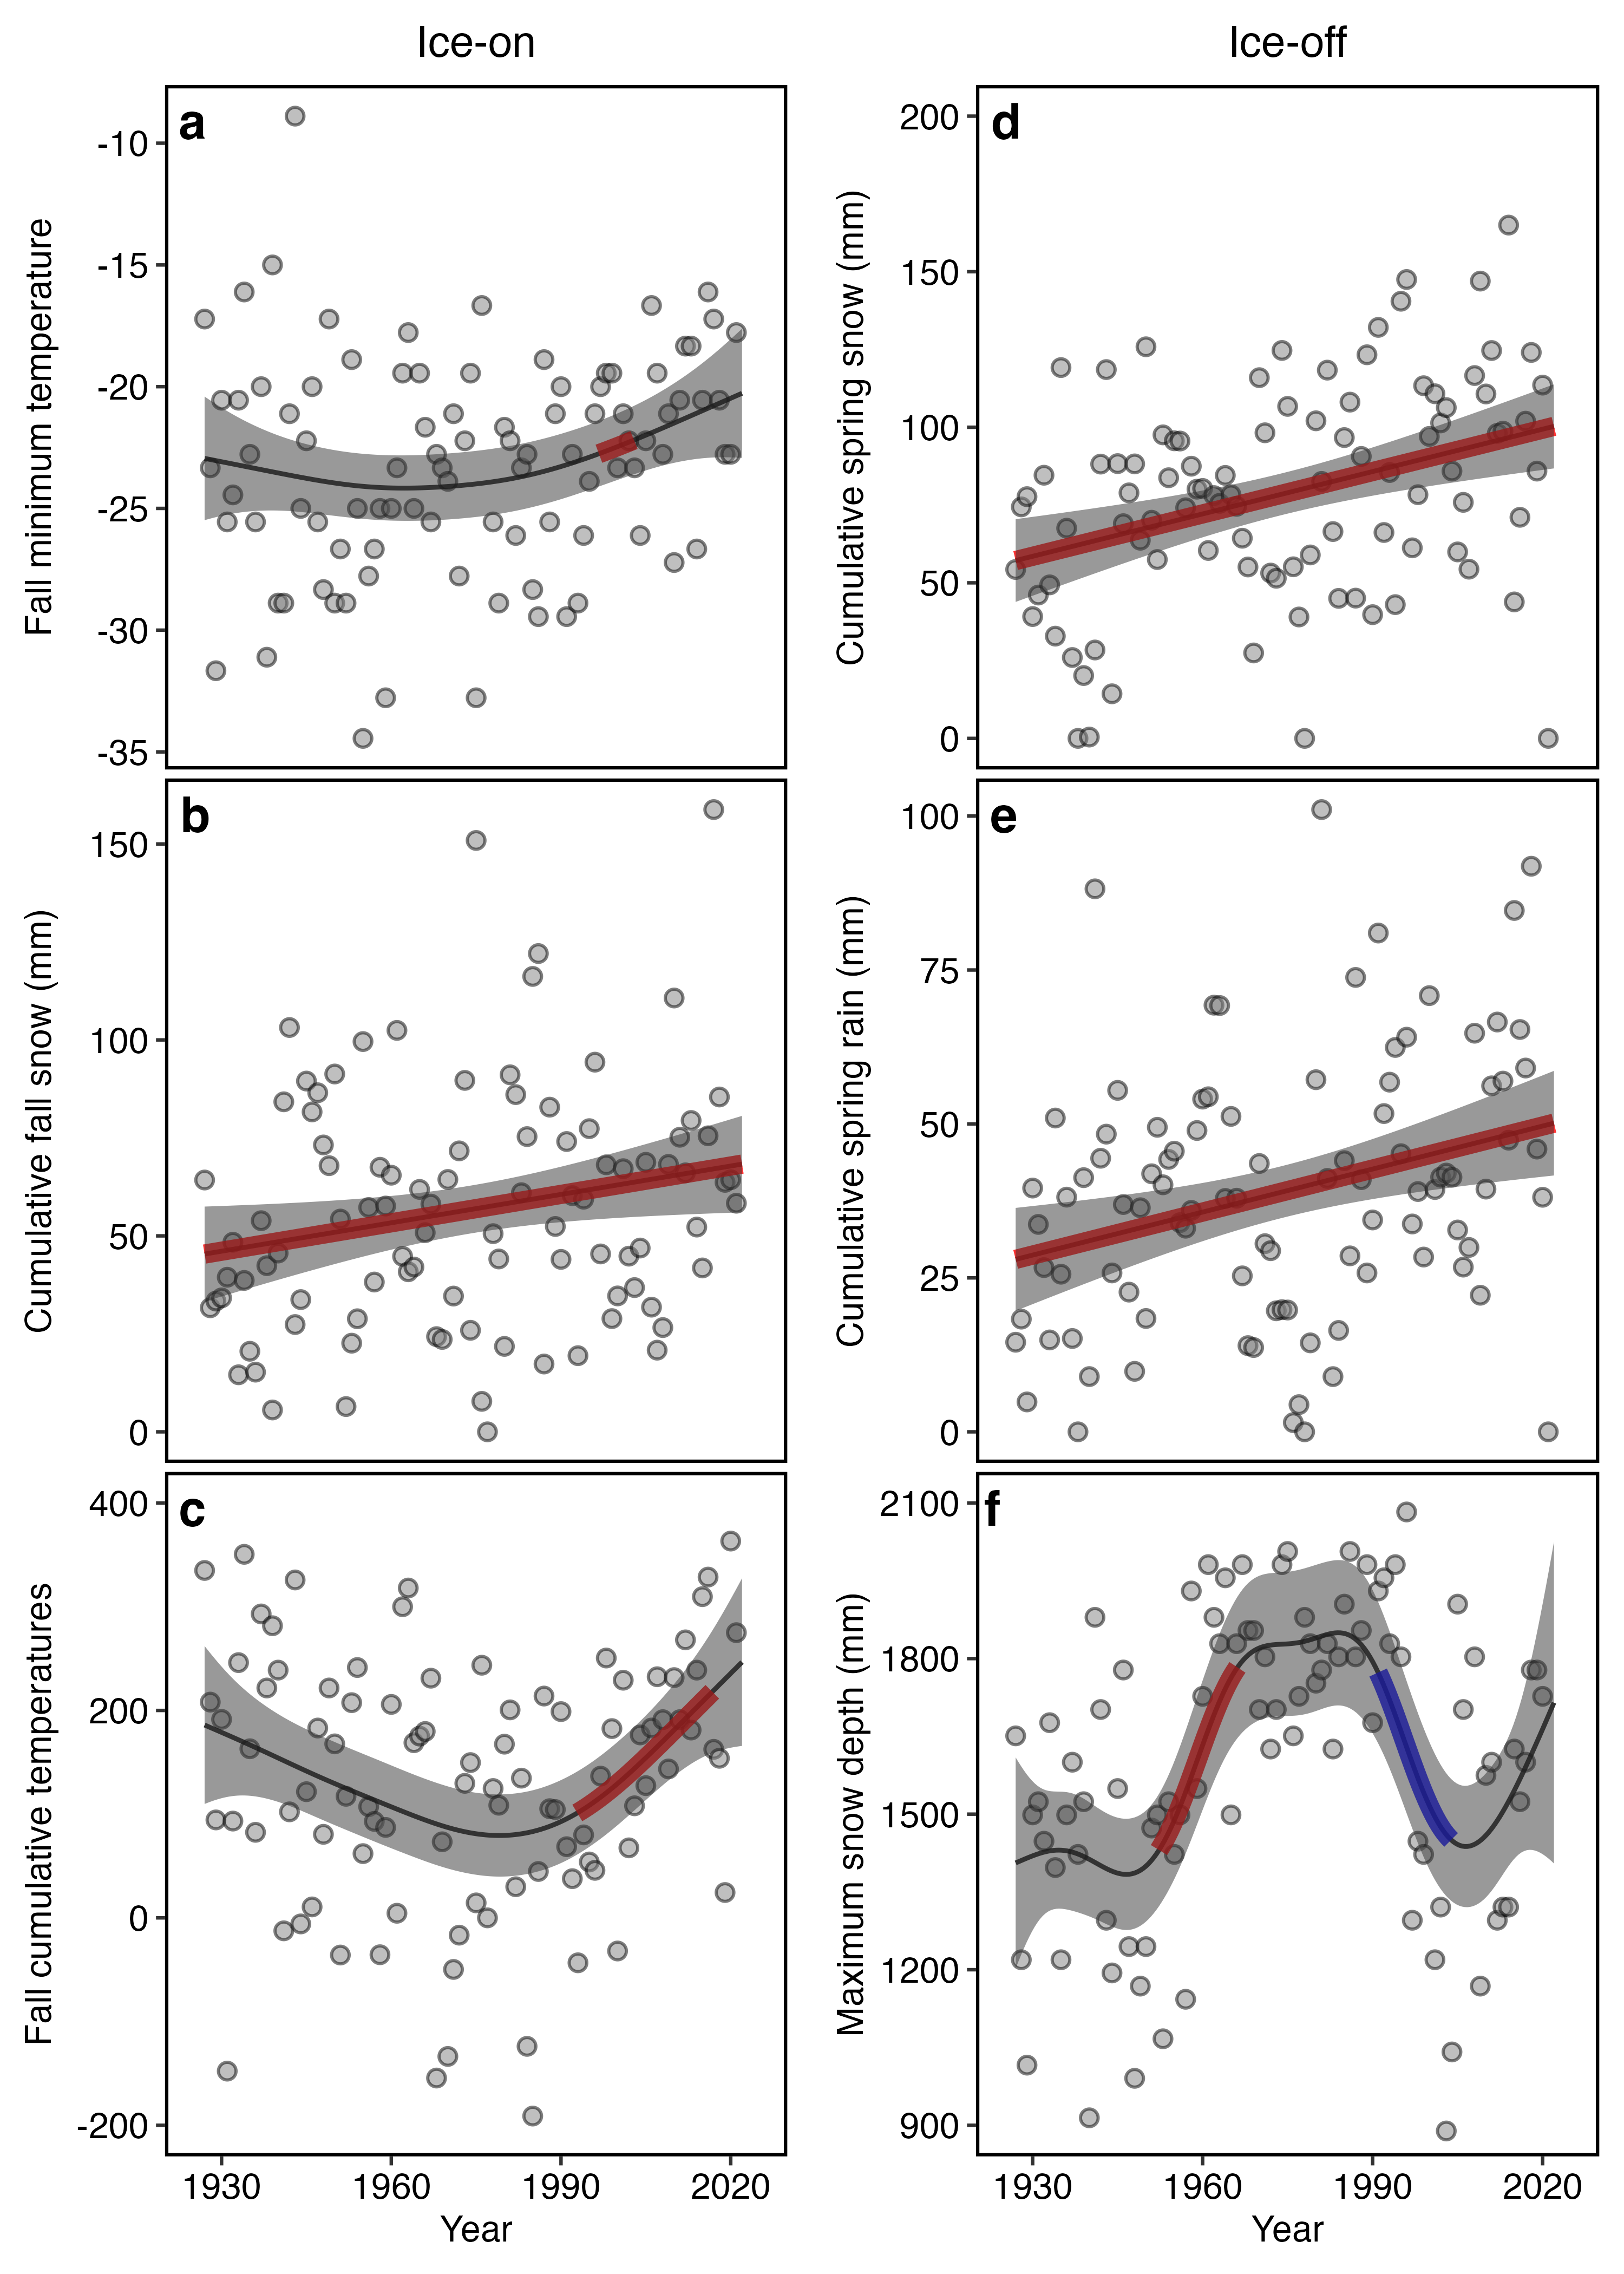 Ice-on
Ice-off
a
Fall minimum temperature
-10
-15
-20
-25
-30
-35
d
Cumulative spring snow (mm)
200
150
100
50
0
b
Cumulative fall snow (mm)
150
100
50
0
e
Cumulative spring rain (mm)
100
75
50
25
0
c
Fall cumulative temperatures
400
200
0
-200
1930 1960 1990 2020
Year
f
Maximum snow depth (mm)
2100
1800
1500
1200
900
1930 1960 1990 2020
Year